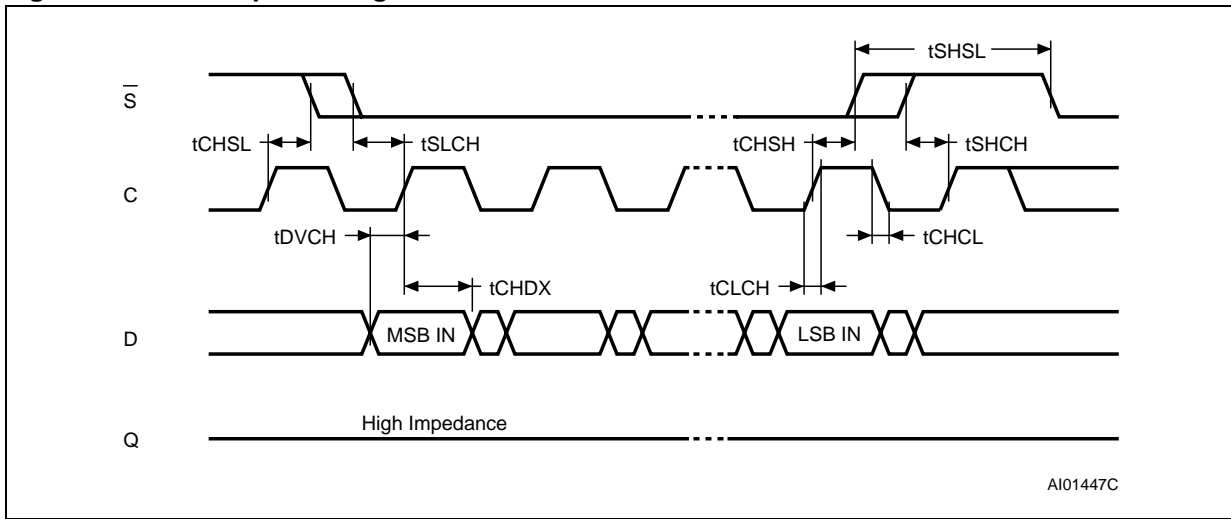 tSHSL
S̅
tCHSL
tSLCH
tCHSH
tSHCH
C
tDVCH
tCHCL
tCHDX
tCLCH
D
MSB IN
LSB IN
High Impedance
Q
AI01447C